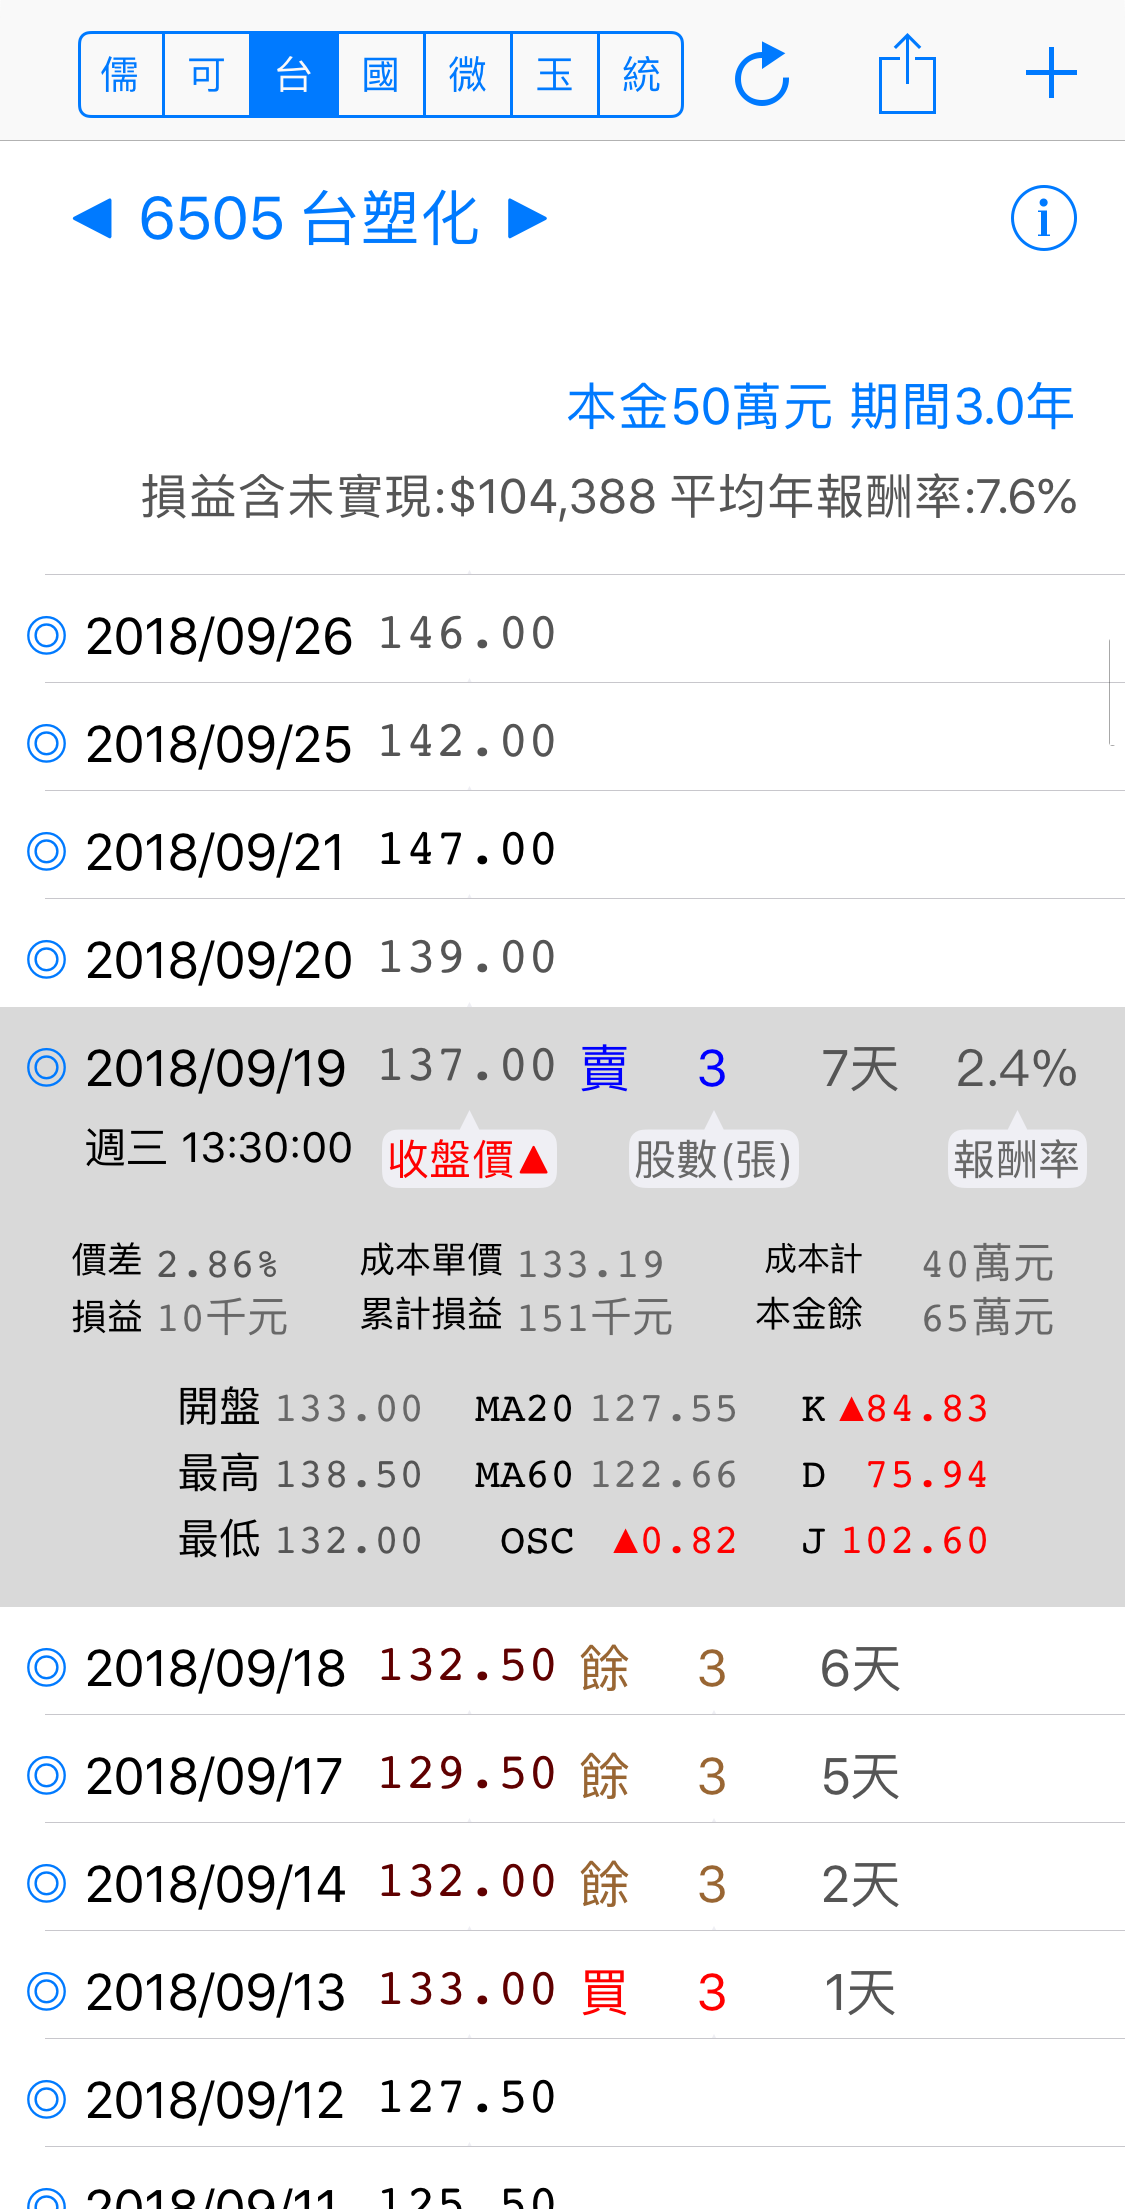 儒 可 台 國 微 玉 統
◀ 6505 台塑化 ▶
本金50萬元 期間3.0年
損益含未實現:$104,388 平均年報酬率:7.6%
2018/09/26 146.00
2018/09/25 142.00
2018/09/21 147.00
2018/09/20 139.00
2018/09/19 137.00 賣 3 7天 2.4%
週三 13:30:00 收盤價▲ 股數(張) 報酬率
價差 2.86% 成本單價 133.19 成本計 40萬元
損益 10千元 累計損益 151千元 本金餘 65萬元
開盤 133.00 MA20 127.55 K ▲84.83
最高 138.50 MA60 122.66 D 75.94
最低 132.00 OSC ▲0.82 J 102.60
2018/09/18 132.50 餘 3 6天
2018/09/17 129.50 餘 3 5天
2018/09/14 132.00 餘 3 2天
2018/09/13 133.00 買 3 1天
2018/09/12 127.50
2018/09/11 125.50